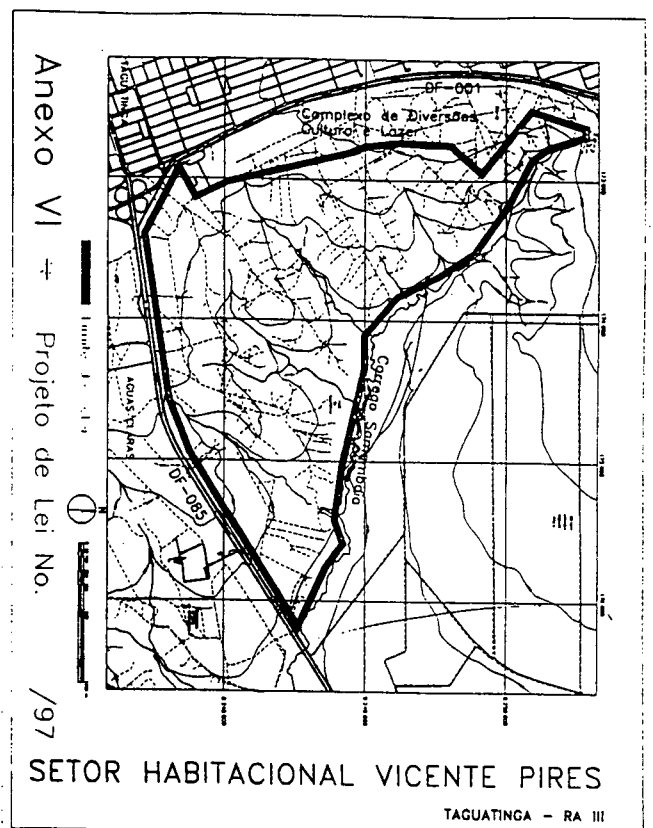 DF-001
Complexo de Diversões
Cultura e Lazer
Córrego Samambaia
AGUAS CLARAS
DF-085
N
Anexo VI - Projeto de Lei No. /97
SETOR HABITACIONAL VICENTE PIRES
TAGUATINGA - RA III